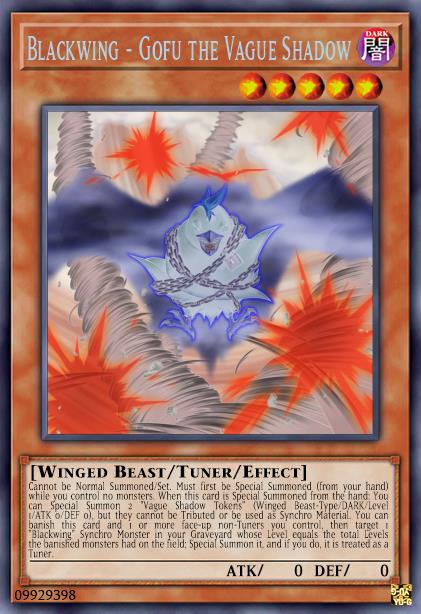 BLACKWING - GOFU THE VAGUE SHADOW
DARK
闇
[WINGED BEAST/TUNER/EFFECT]
Cannot be Normal Summoned/Set. Must first be Special Summoned (from your hand)
while you control no monsters. When this card is Special Summoned from the hand: You
can Special Summon 2 "Vague Shadow Tokens" (Winged Beast-Type/DARK/Level
1/ATK 0/DEF 0), but they cannot be Tributed or be used as Synchro Material. You can
banish this card and 1 or more face-up non-Tuners you control, then target 1
"Blackwing" Synchro Monster in your Graveyard whose Level equals the total Levels
the banished monsters had on the field; Special Summon it, and if you do, it is treated as a
Tuner.
ATK/ 0 DEF/ 0
09929398